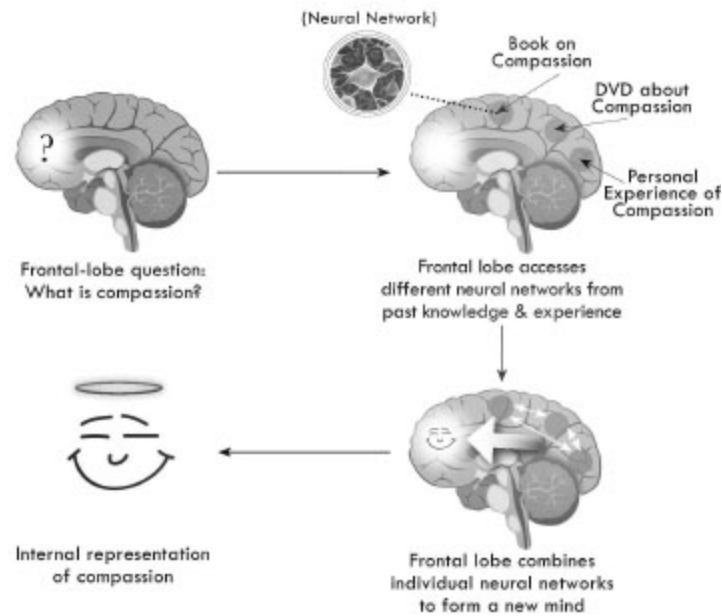 (Neural Network)
Book on
Compassion
DVD about
Compassion
Personal
Experience of
Compassion
?
Frontal-lobe question:
What is compassion?
Frontal lobe accesses
different neural networks from
past knowledge & experience
Internal representation
of compassion
Frontal lobe combines
individual neural networks
to form a new mind